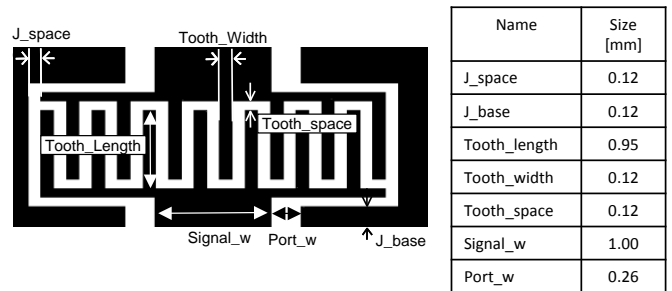 J_space
Tooth_Width
Tooth_space
Tooth_Length
Signal_w
Port_w
J_base
Name Size
[mm]
J_space 0.12
J_base 0.12
Tooth_length 0.95
Tooth_width 0.12
Tooth_space 0.12
Signal_w 1.00
Port_w 0.26